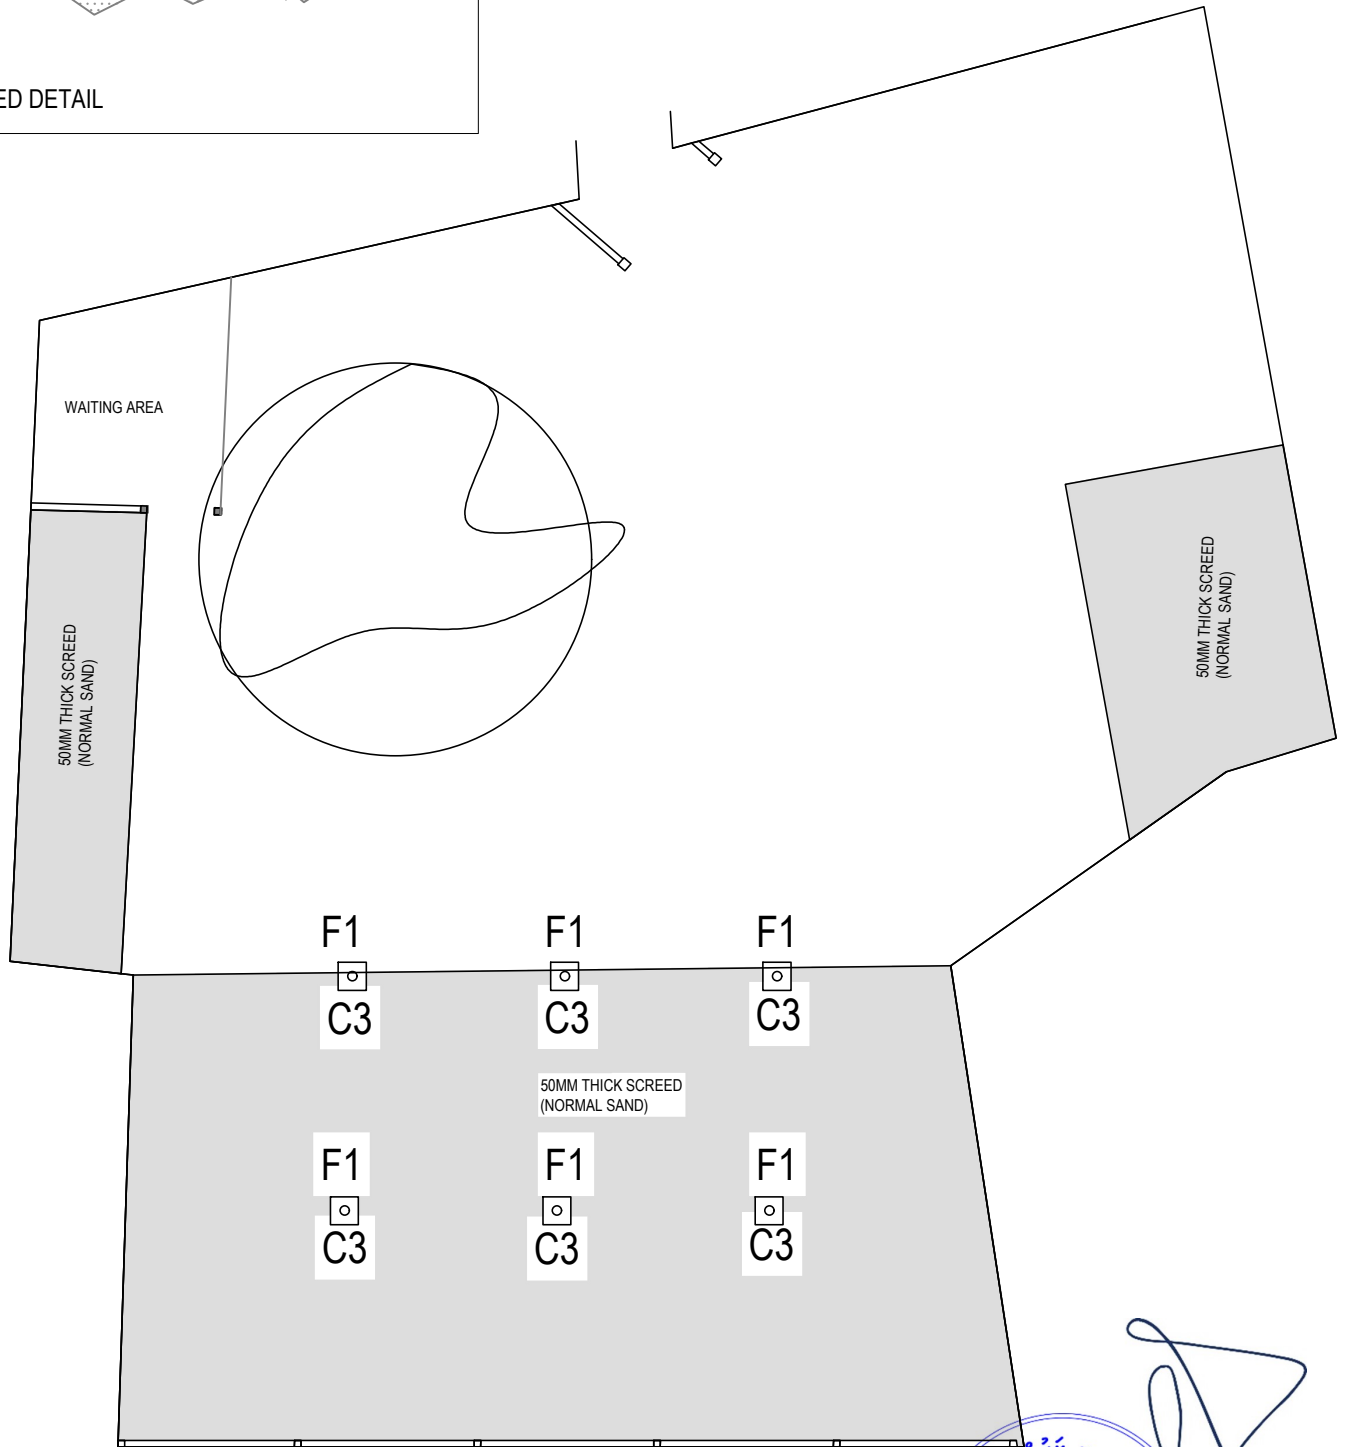 ED DETAIL
WAITING AREA
50MM THICK SCREED
(NORMAL SAND)
50MM THICK SCREED
(NORMAL SAND)
F1
F1
F1
C3
C3
C3
50MM THICK SCREED
(NORMAL SAND)
F1
F1
F1
C3
C3
C3